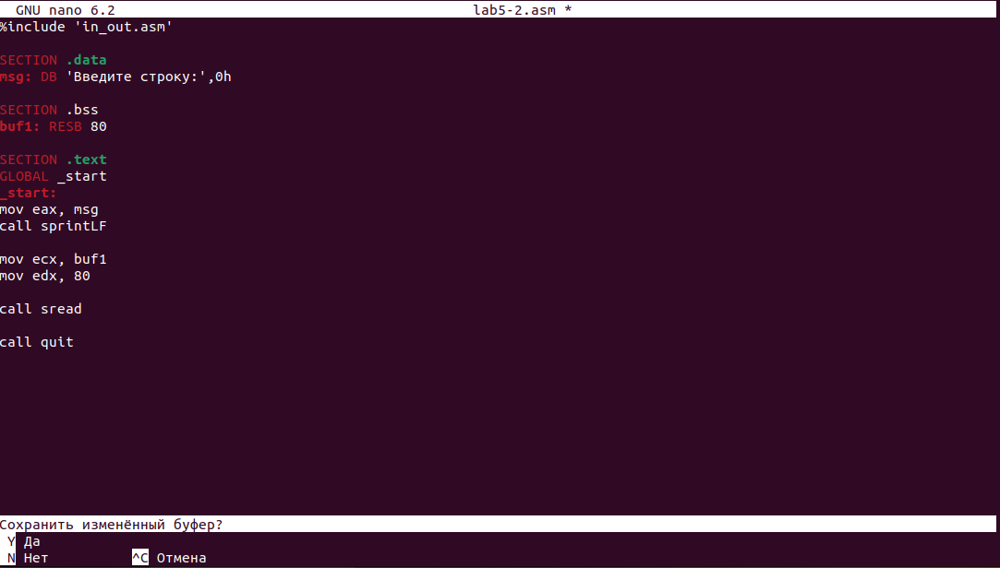 GNU nano 6.2 lab5-2.asm *
%include 'in_out.asm'
SECTION .data
msg: DB 'Введите строку:',0h
SECTION .bss
buf1: RESB 80
SECTION .text
GLOBAL _start
_start:
mov eax, msg
call sprintLF
mov ecx, buf1
mov edx, 80
call sread
call quit
Сохранить изменённый буфер?
Y Да
N Нет ^C Отмена